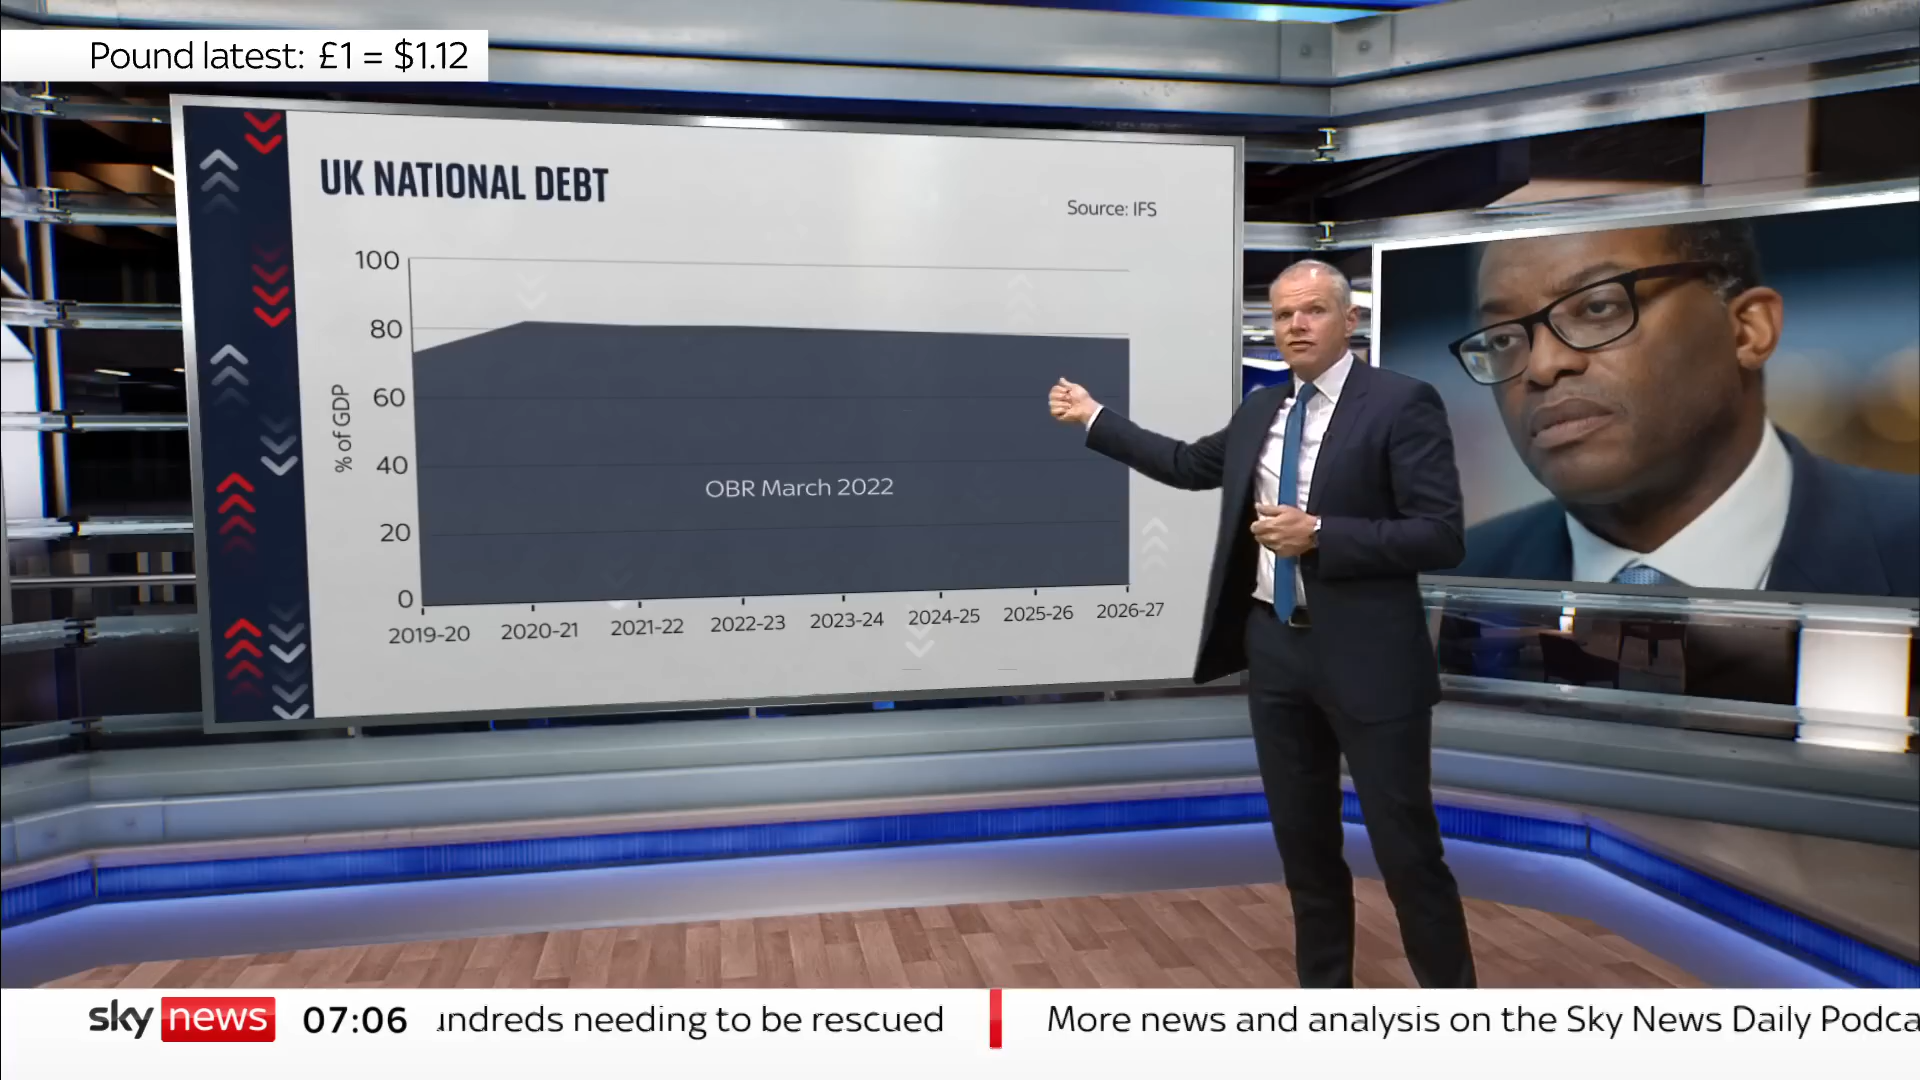 Pound latest: £1 = $1.12
UK NATIONAL DEBT
Source: IFS
100
80
60
40
20
0
% of GDP
OBR March 2022
2019-20 2020-21 2021-22 2022-23 2023-24 2024-25 2025-26 2026-27
sky news 07:06 needing to be rescued More news and analysis on the Sky News Daily